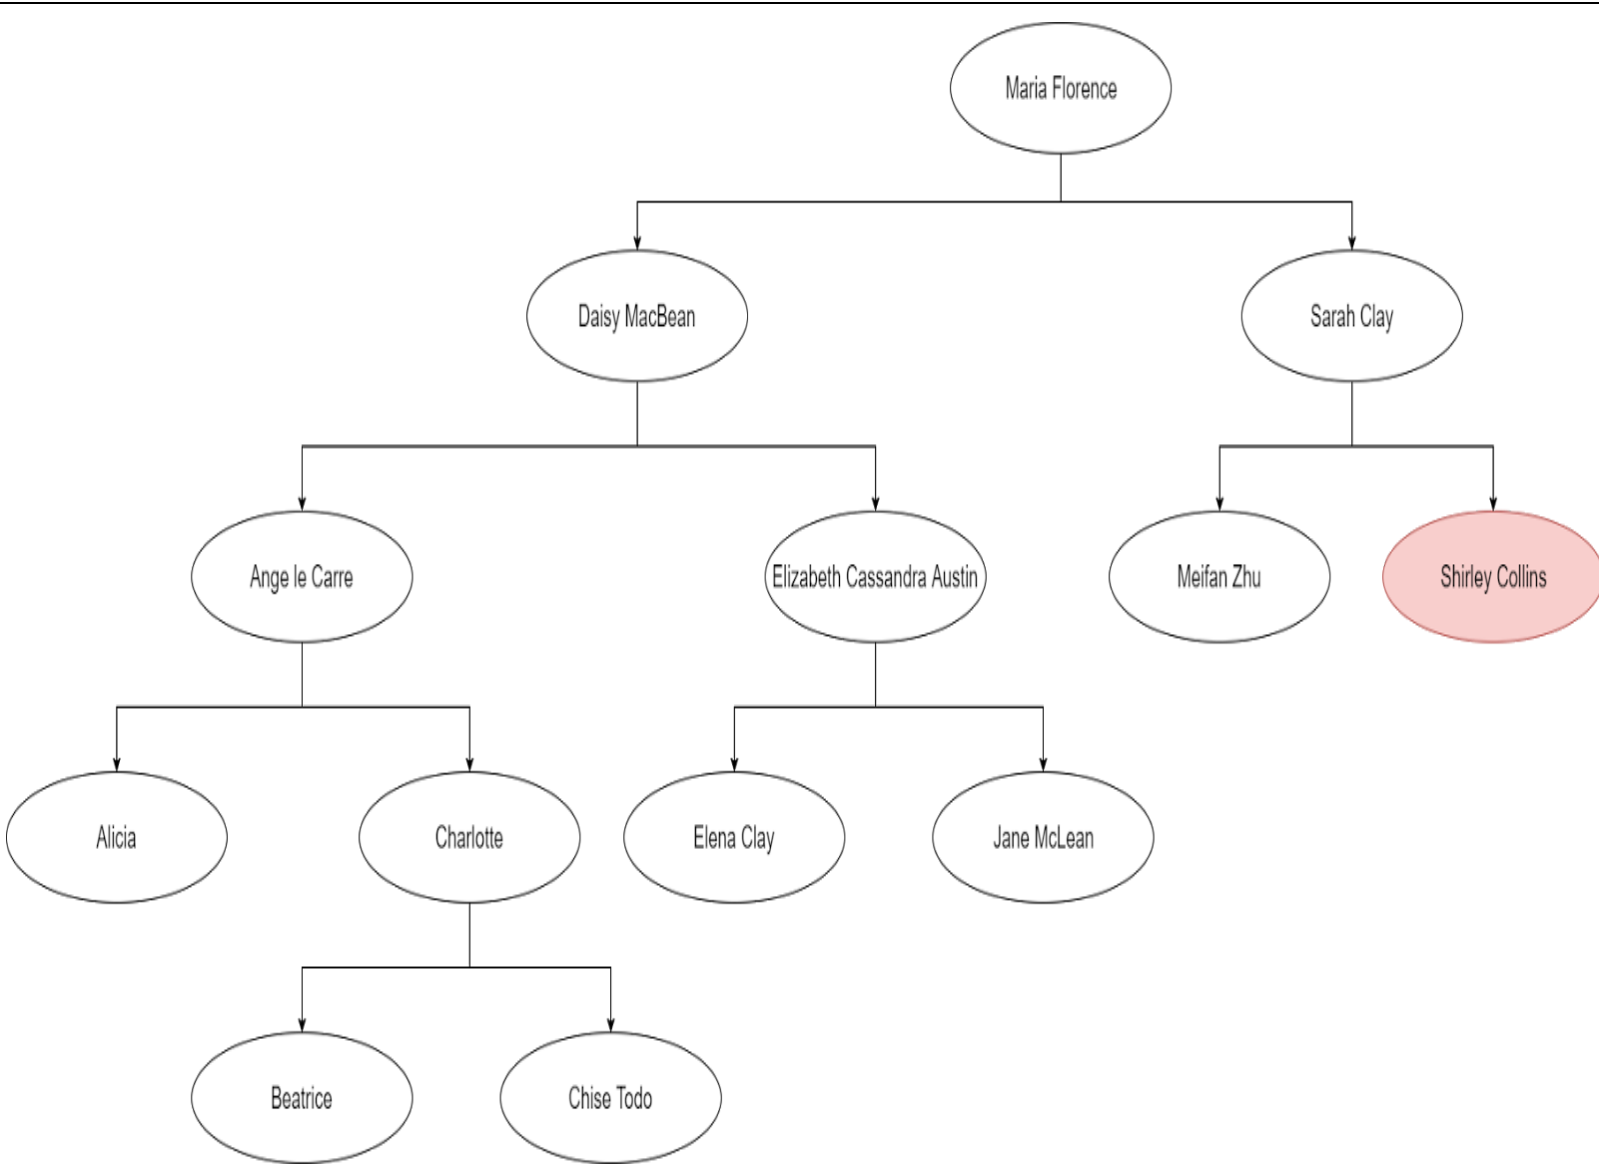 Maria Florence
Daisy MacBean
Sarah Clay
Ange le Carre
Elizabeth Cassandra Austin
Meifan Zhu
Shirley Collins
Alicia
Charlotte
Elena Clay
Jane McLean
Beatrice
Chise Todo